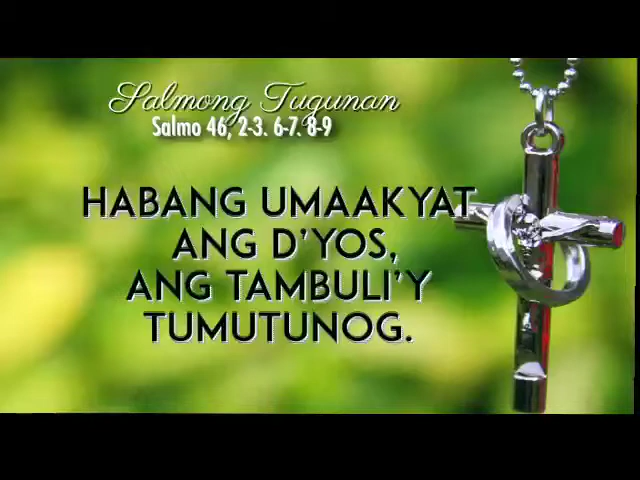 Salmong Tugunan
Salmo 46, 2-3. 6-7. 8-9
HABANG UMAAKYAT
ANG D'YOS,
ANG TAMBULI'Y
TUMUTUNOG.